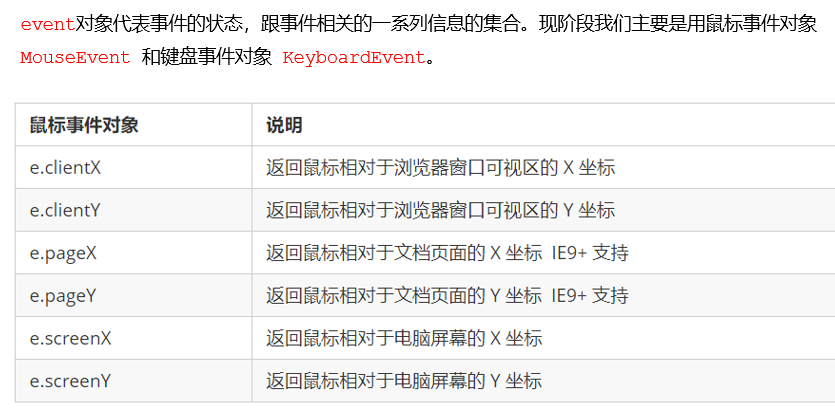 event对象代表事件的状态，跟事件相关的一系列信息的集合。现阶段我们主要是用鼠标事件对象
MouseEvent 和键盘事件对象 KeyboardEvent。
鼠标事件对象 说明
e.clientX 返回鼠标相对于浏览器窗口可视区的 X 坐标
e.clientY 返回鼠标相对于浏览器窗口可视区的 Y 坐标
e.pageX 返回鼠标相对于文档页面的 X 坐标 IE9+ 支持
e.pageY 返回鼠标相对于文档页面的 Y 坐标 IE9+ 支持
e.screenX 返回鼠标相对于电脑屏幕的 X 坐标
e.screenY 返回鼠标相对于电脑屏幕的 Y 坐标